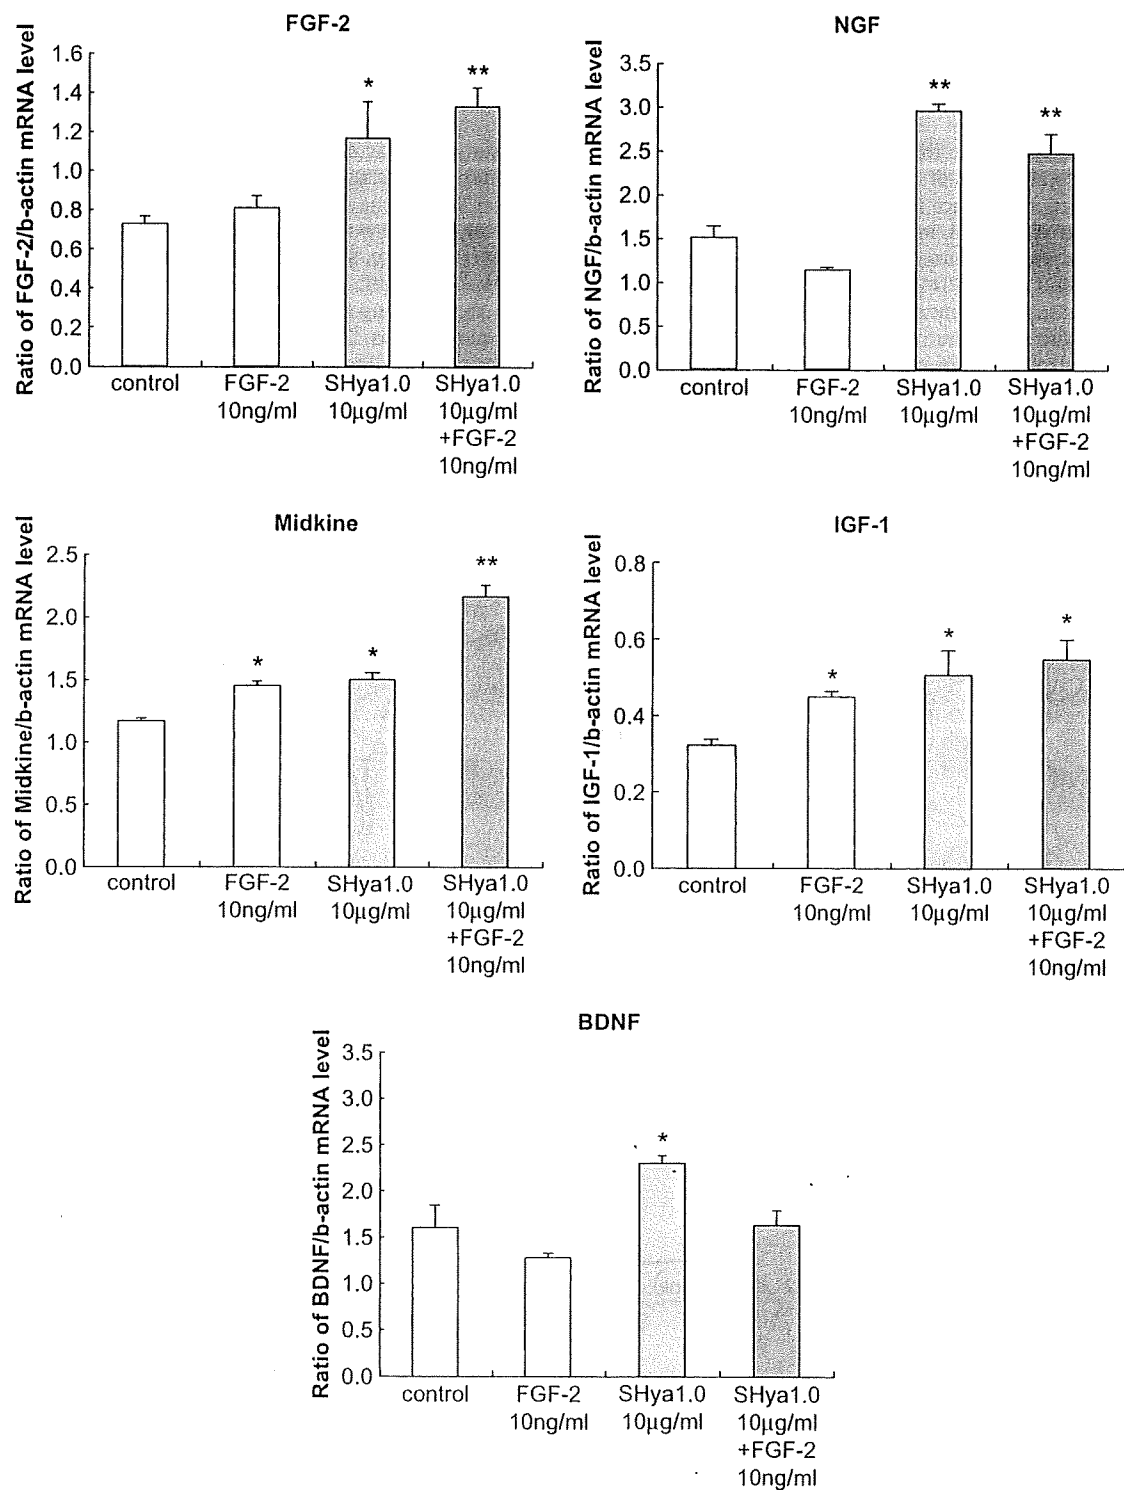 FGF-2
Ratio of FGF-2/b-actin mRNA level
1.6
1.4
1.2
1.0
0.8
0.6
0.4
0.2
0.0
*
**
control
FGF-2
10ng/ml
SHya1.0
10µg/ml
SHya1.0
10µg/ml
+FGF-2
10ng/ml
NGF
Ratio of NGF/b-actin mRNA level
3.5
3.0
2.5
2.0
1.5
1.0
0.5
0.0
**
**
control
FGF-2
10ng/ml
SHya1.0
10µg/ml
SHya1.0
10µg/ml
+FGF-2
10ng/ml
Midkine
Ratio of Midkine/b-actin mRNA level
2.5
2.0
1.5
1.0
0.5
0.0
*
*
**
control
FGF-2
10ng/ml
SHya1.0
10µg/ml
SHya1.0
10µg/ml
+FGF-2
10ng/ml
IGF-1
Ratio of IGF-1/b-actin mRNA level
0.8
0.6
0.4
0.2
0.0
*
*
*
control
FGF-2
10ng/ml
SHya1.0
10µg/ml
SHya1.0
10µg/ml
+FGF-2
10ng/ml
BDNF
Ratio of BDNF/b-actin mRNA level
3.5
3.0
2.5
2.0
1.5
1.0
0.5
0.0
*
control
FGF-2
10ng/ml
SHya1.0
10µg/ml
SHya1.0
10µg/ml
+FGF-2
10ng/ml